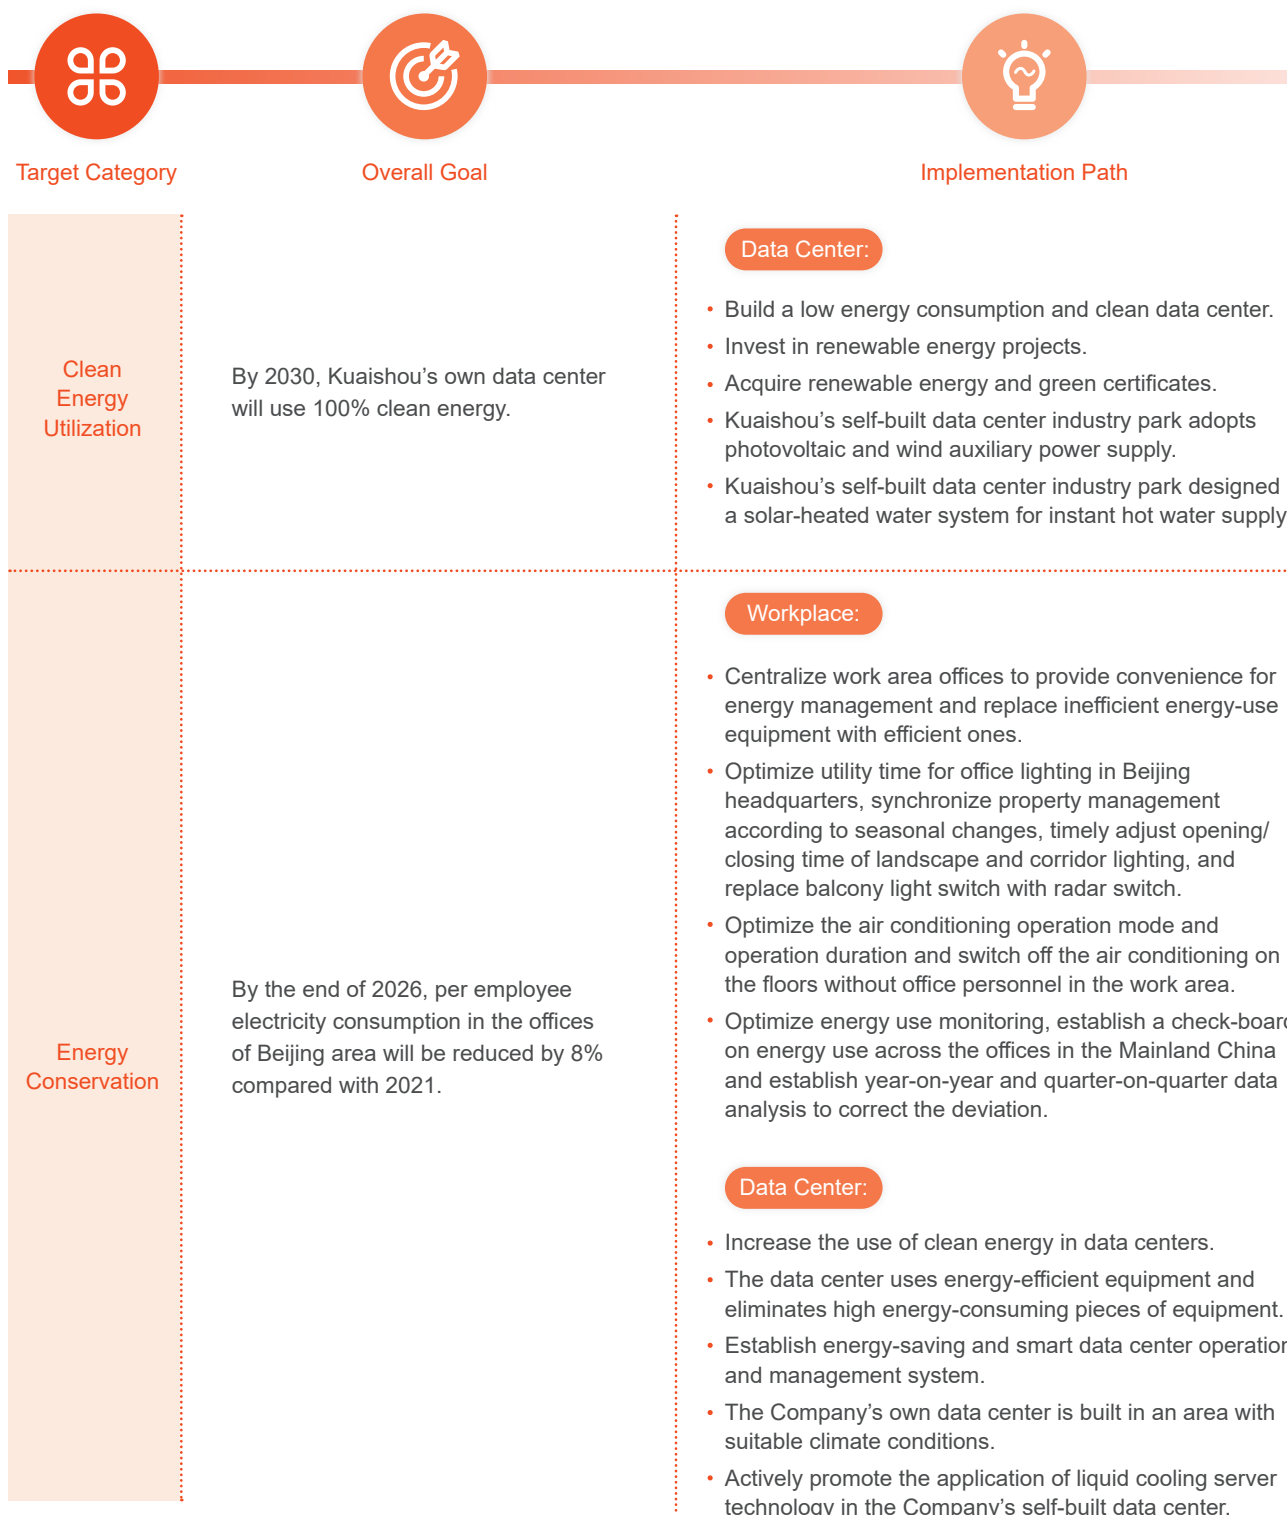 Target Category
Overall Goal
Implementation Path
Clean
Energy
Utilization
By 2030, Kuaishou’s own data center
will use 100% clean energy.
Data Center:
• Build a low energy consumption and clean data center.
• Invest in renewable energy projects.
• Acquire renewable energy and green certificates.
• Kuaishou’s self-built data center industry park adopts
photovoltaic and wind auxiliary power supply.
• Kuaishou’s self-built data center industry park designed
a solar-heated water system for instant hot water supply
Energy
Conservation
By the end of 2026, per employee
electricity consumption in the offices
of Beijing area will be reduced by 8%
compared with 2021.
Workplace:
• Centralize work area offices to provide convenience for
energy management and replace inefficient energy-use
equipment with efficient ones.
• Optimize utility time for office lighting in Beijing
headquarters, synchronize property management
according to seasonal changes, timely adjust opening/
closing time of landscape and corridor lighting, and
replace balcony light switch with radar switch.
• Optimize the air conditioning operation mode and
operation duration and switch off the air conditioning on
the floors without office personnel in the work area.
• Optimize energy use monitoring, establish a check-board
on energy use across the offices in the Mainland China
and establish year-on-year and quarter-on-quarter data
analysis to correct the deviation.
Data Center:
• Increase the use of clean energy in data centers.
• The data center uses energy-efficient equipment and
eliminates high energy-consuming pieces of equipment.
• Establish energy-saving and smart data center operation
and management system.
• The Company’s own data center is built in an area with
suitable climate conditions.
• Actively promote the application of liquid cooling server
technology in the Company’s self-built data center.